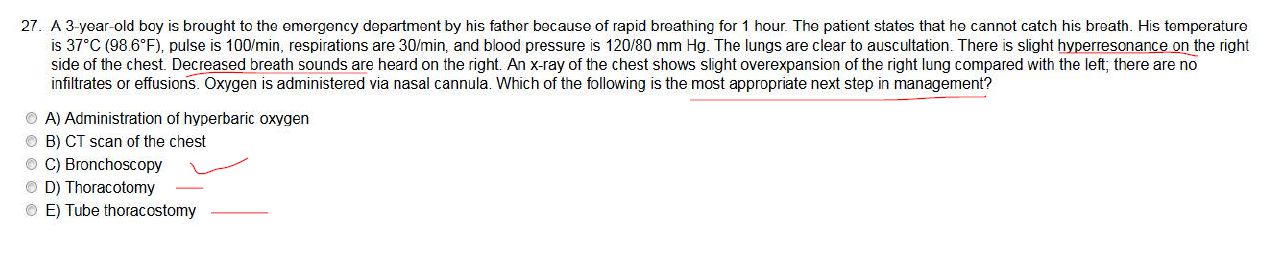 27. A 3-year-old boy is brought to the emergency department by his father because of rapid breathing for 1 hour. The patient states that he cannot catch his breath. His temperature
is 37°C (98.6°F), pulse is 100/min, respirations are 30/min, and blood pressure is 120/80 mm Hg. The lungs are clear to auscultation. There is slight hyperresonance on the right
side of the chest. Decreased breath sounds are heard on the right. An x-ray of the chest shows slight overexpansion of the right lung compared with the left; there are no
infiltrates or effusions. Oxygen is administered via nasal cannula. Which of the following is the most appropriate next step in management?
A) Administration of hyperbaric oxygen
B) CT scan of the chest
C) Bronchoscopy
D) Thoracotomy
E) Tube thoracostomy